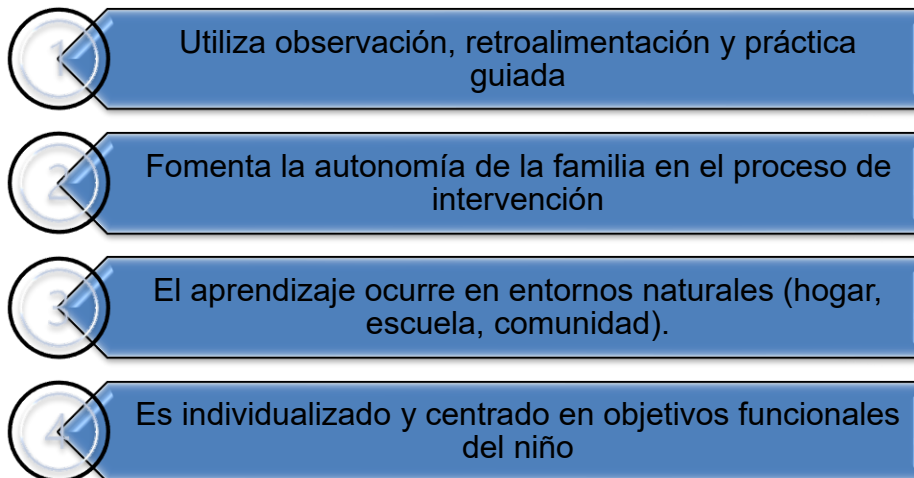 1
Utiliza observación, retroalimentación y práctica
guiada
2
Fomenta la autonomía de la familia en el proceso de
intervención
3
El aprendizaje ocurre en entornos naturales (hogar,
escuela, comunidad).
4
Es individualizado y centrado en objetivos funcionales
del niño